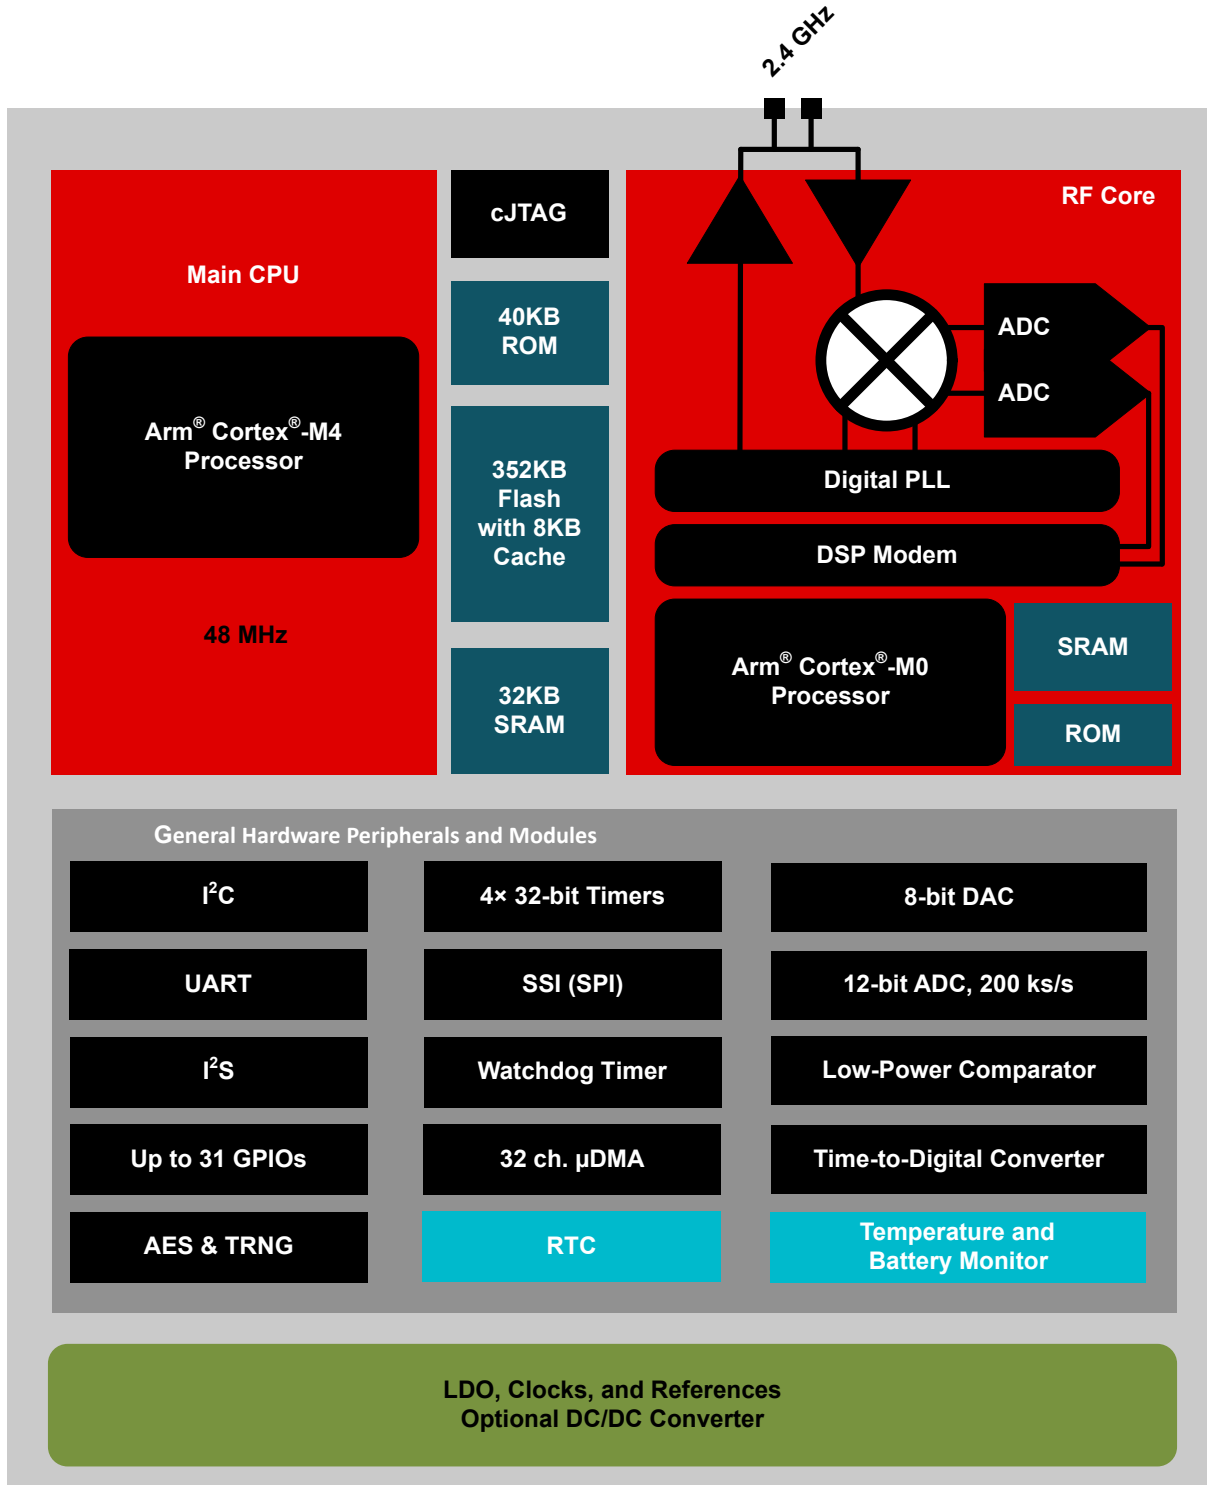 2.4 GHz
Main CPU
Arm® Cortex®-M4
Processor
48 MHz
cJTAG
40KB
ROM
352KB
Flash
with 8KB
Cache
32KB
SRAM
RF Core
ADC
ADC
Digital PLL
DSP Modem
Arm® Cortex®-M0
Processor
SRAM
ROM
General Hardware Peripherals and Modules
I²C
4× 32-bit Timers
8-bit DAC
UART
SSI (SPI)
12-bit ADC, 200 ks/s
I²S
Watchdog Timer
Low-Power Comparator
Up to 31 GPIOs
32 ch. µDMA
Time-to-Digital Converter
AES & TRNG
RTC
Temperature and
Battery Monitor
LDO, Clocks, and References
Optional DC/DC Converter